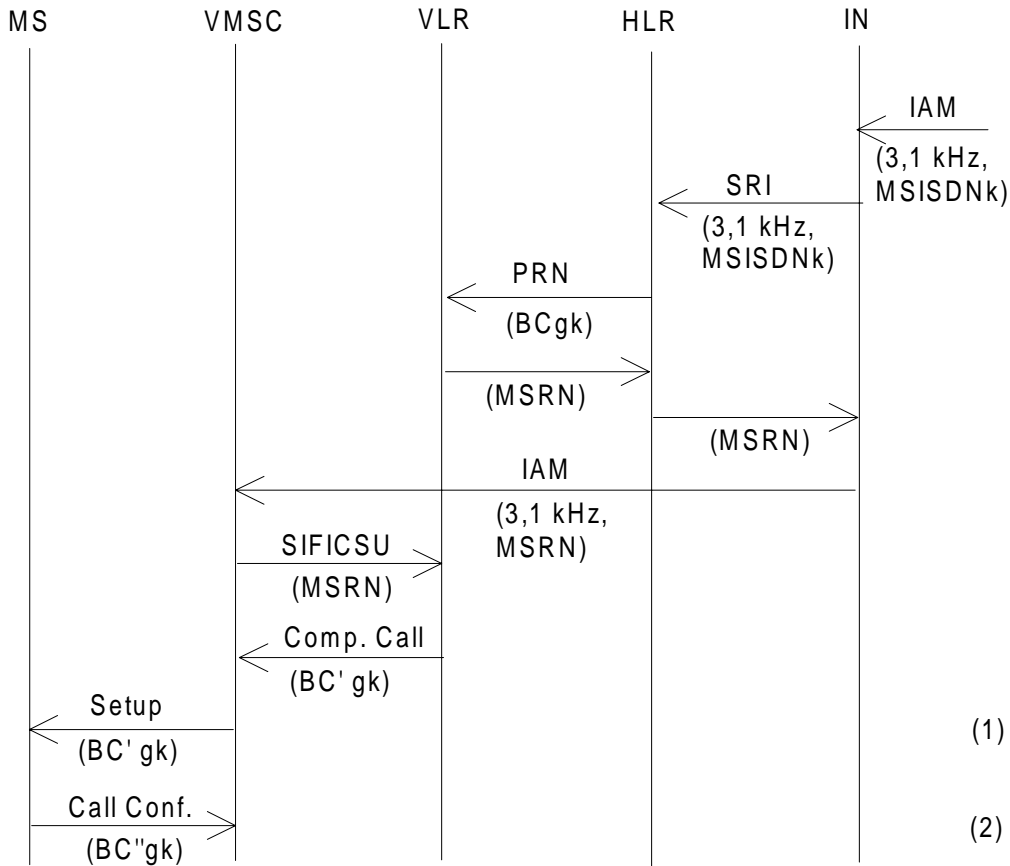 MS VMSC VLR HLR IN
IAM
(3,1 kHz,
MSISDNk)
SRI
(3,1 kHz,
MSISDNk)
PRN
(BCgk)
(MSRN)
(MSRN)
IAM
(3,1 kHz,
MSRN)
SIFICSU
(MSRN)
Comp. Call
(BC' gk)
Setup
(BC' gk)
(1)
Call Conf.
(BC"gk)
(2)